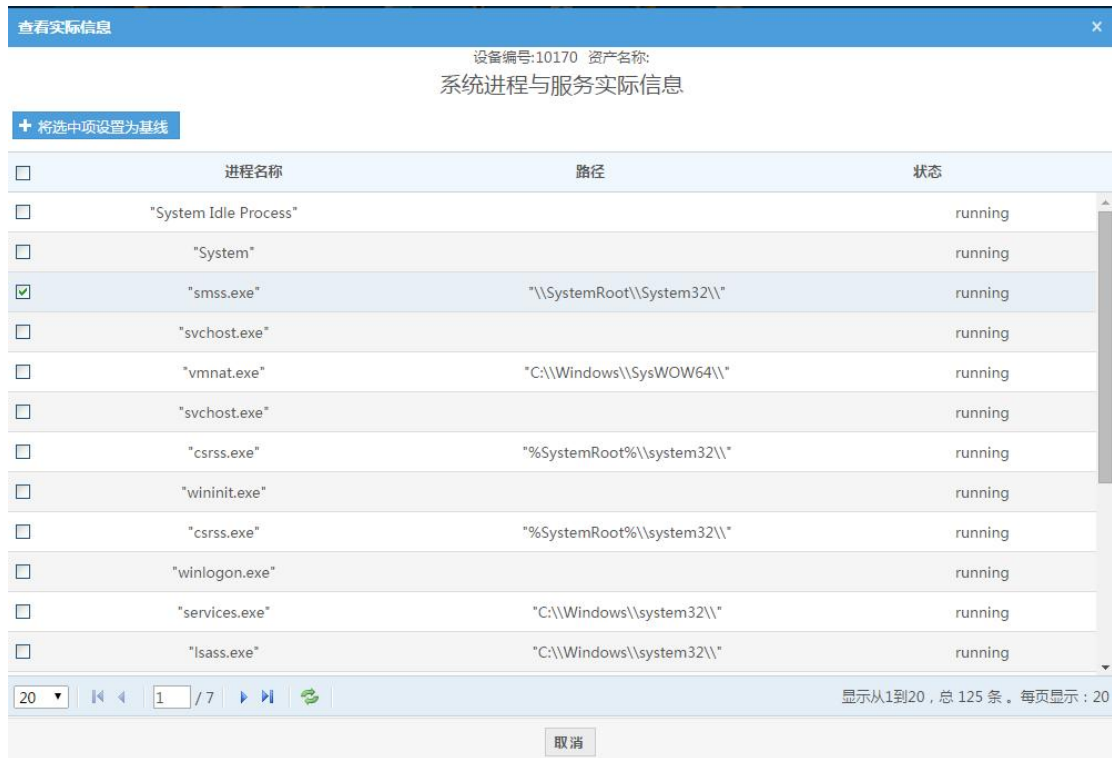 查看实际信息 ×
设备编号:10170 资产名称:
系统进程与服务实际信息
+ 将选中项设置为基线
进程名称 路径 状态
"System Idle Process" running
"System" running
"smss.exe" "\\SystemRoot\\System32\\" running
"svchost.exe" running
"vmnat.exe" "C:\\Windows\\SysWOW64\\" running
"svchost.exe" running
"csrss.exe" "%SystemRoot%\\system32\\" running
"wininit.exe" running
"csrss.exe" "%SystemRoot%\\system32\\" running
"winlogon.exe" running
"services.exe" "C:\\Windows\\system32\\" running
"lsass.exe" "C:\\Windows\\system32\\" running
20 1 / 7 显示从1到20，总 125 条 。每页显示：20
取消